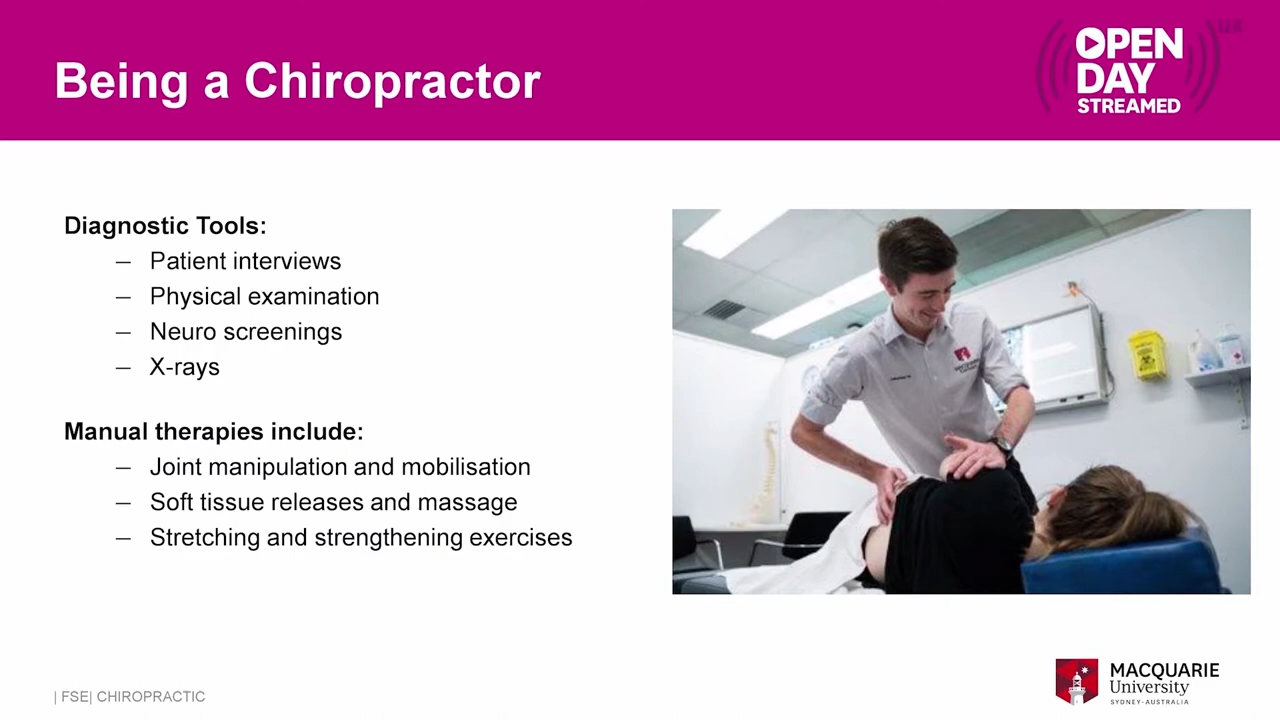 Being a Chiropractor
OPEN
DAY
STREAMED
Diagnostic Tools:
– Patient interviews
– Physical examination
– Neuro screenings
– X-rays
Manual therapies include:
– Joint manipulation and mobilisation
– Soft tissue releases and massage
– Stretching and strengthening exercises
MACQUARIE
| FSE| CHIROPRACTIC
MACQUARIE
University
SYDNEY·AUSTRALIA